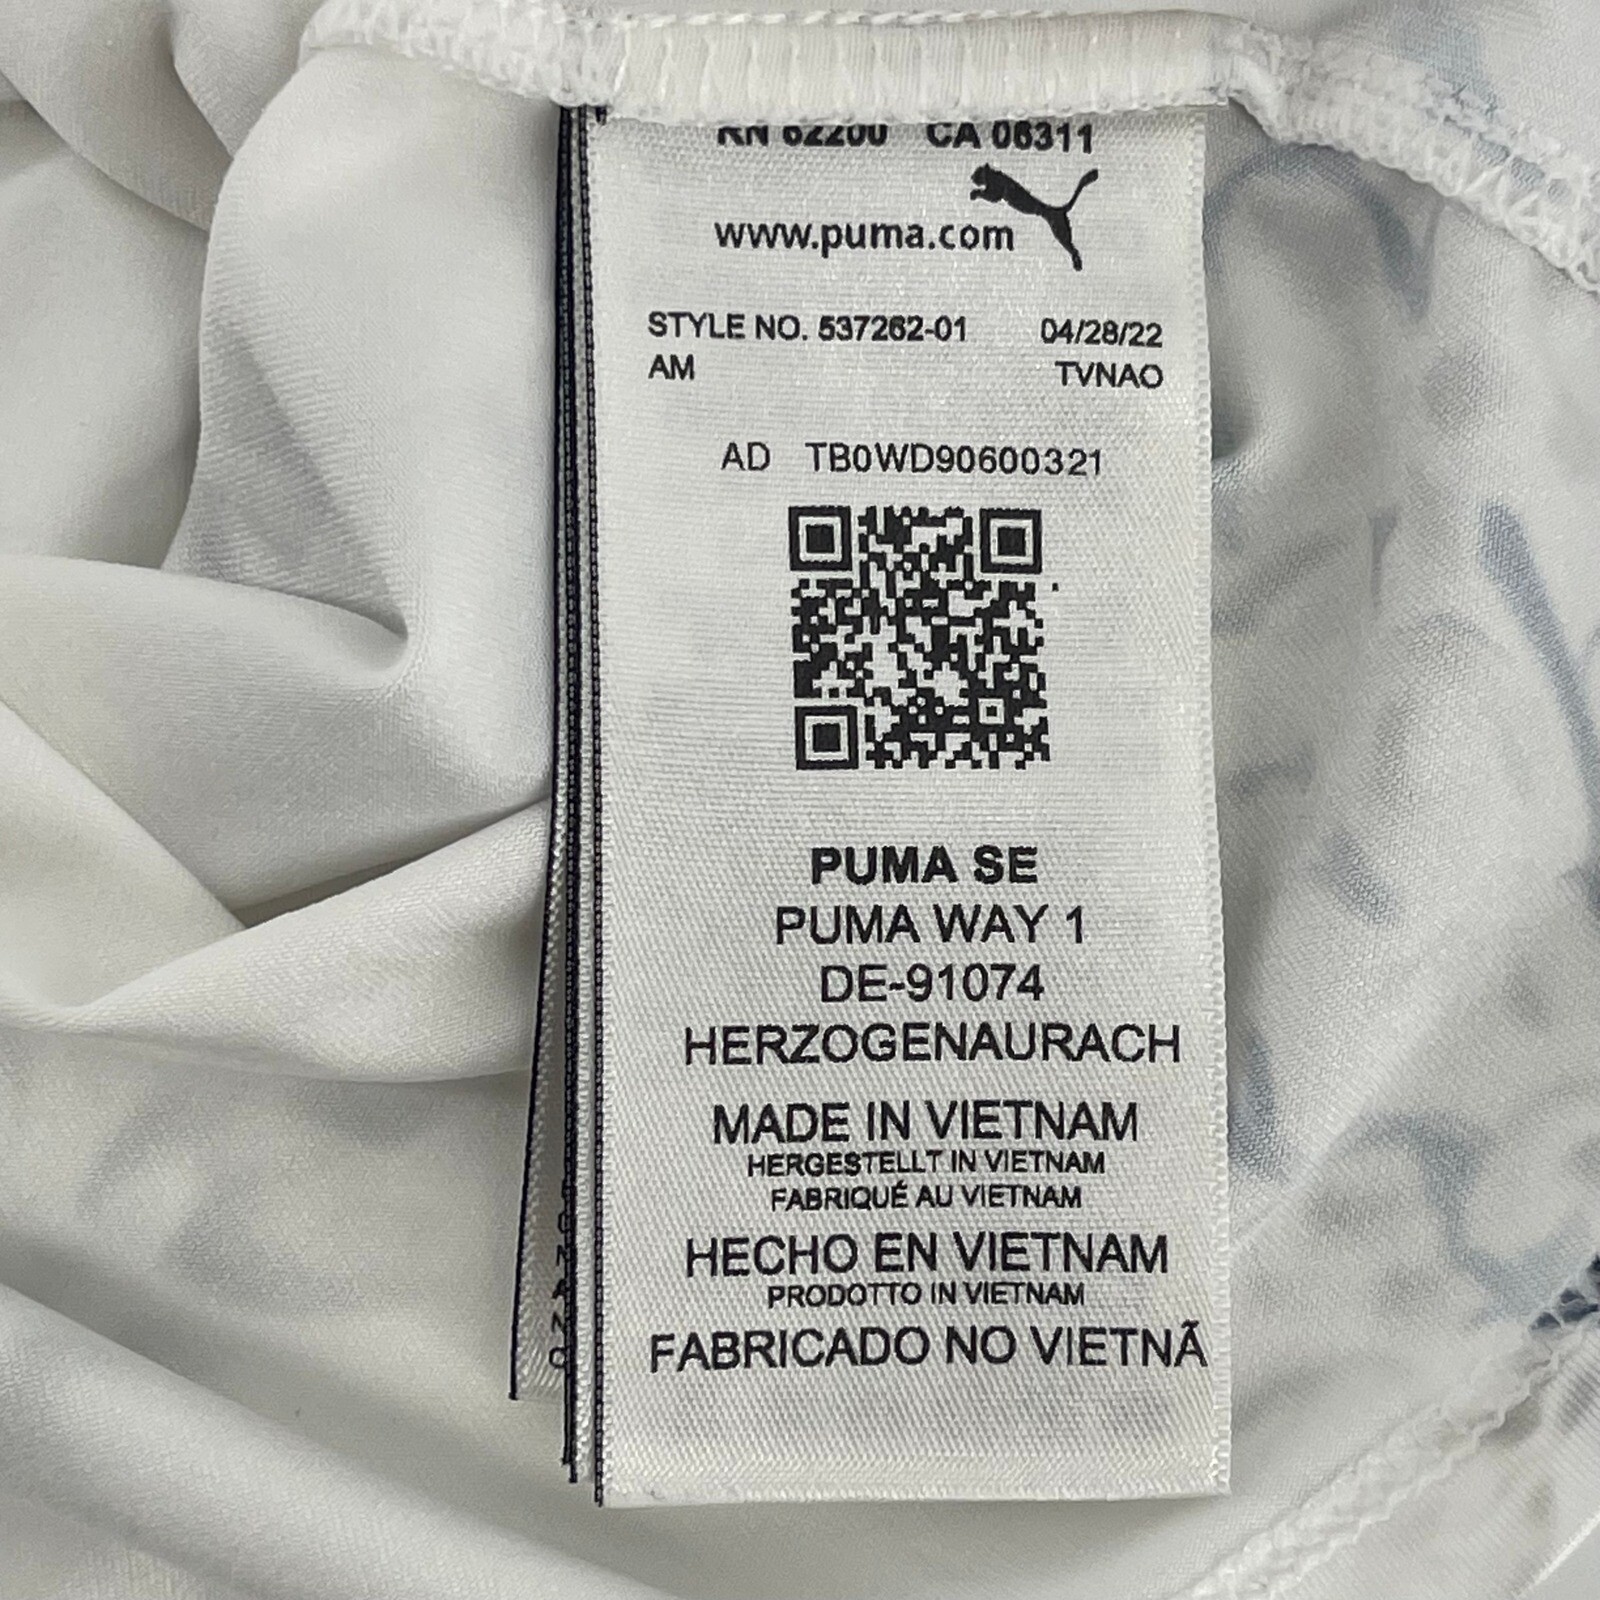 RN 62200 CA 06311
www.puma.com
STYLE NO. 537262-01 04/28/22
AM TVNAO
AD TB0WD90600321
PUMA SE
PUMA WAY 1
DE-91074
HERZOGENAURACH
MADE IN VIETNAM
HERGESTELLT IN VIETNAM
FABRIQUÉ AU VIETNAM
HECHO EN VIETNAM
PRODOTTO IN VIETNAM
FABRICADO NO VIETNÃ